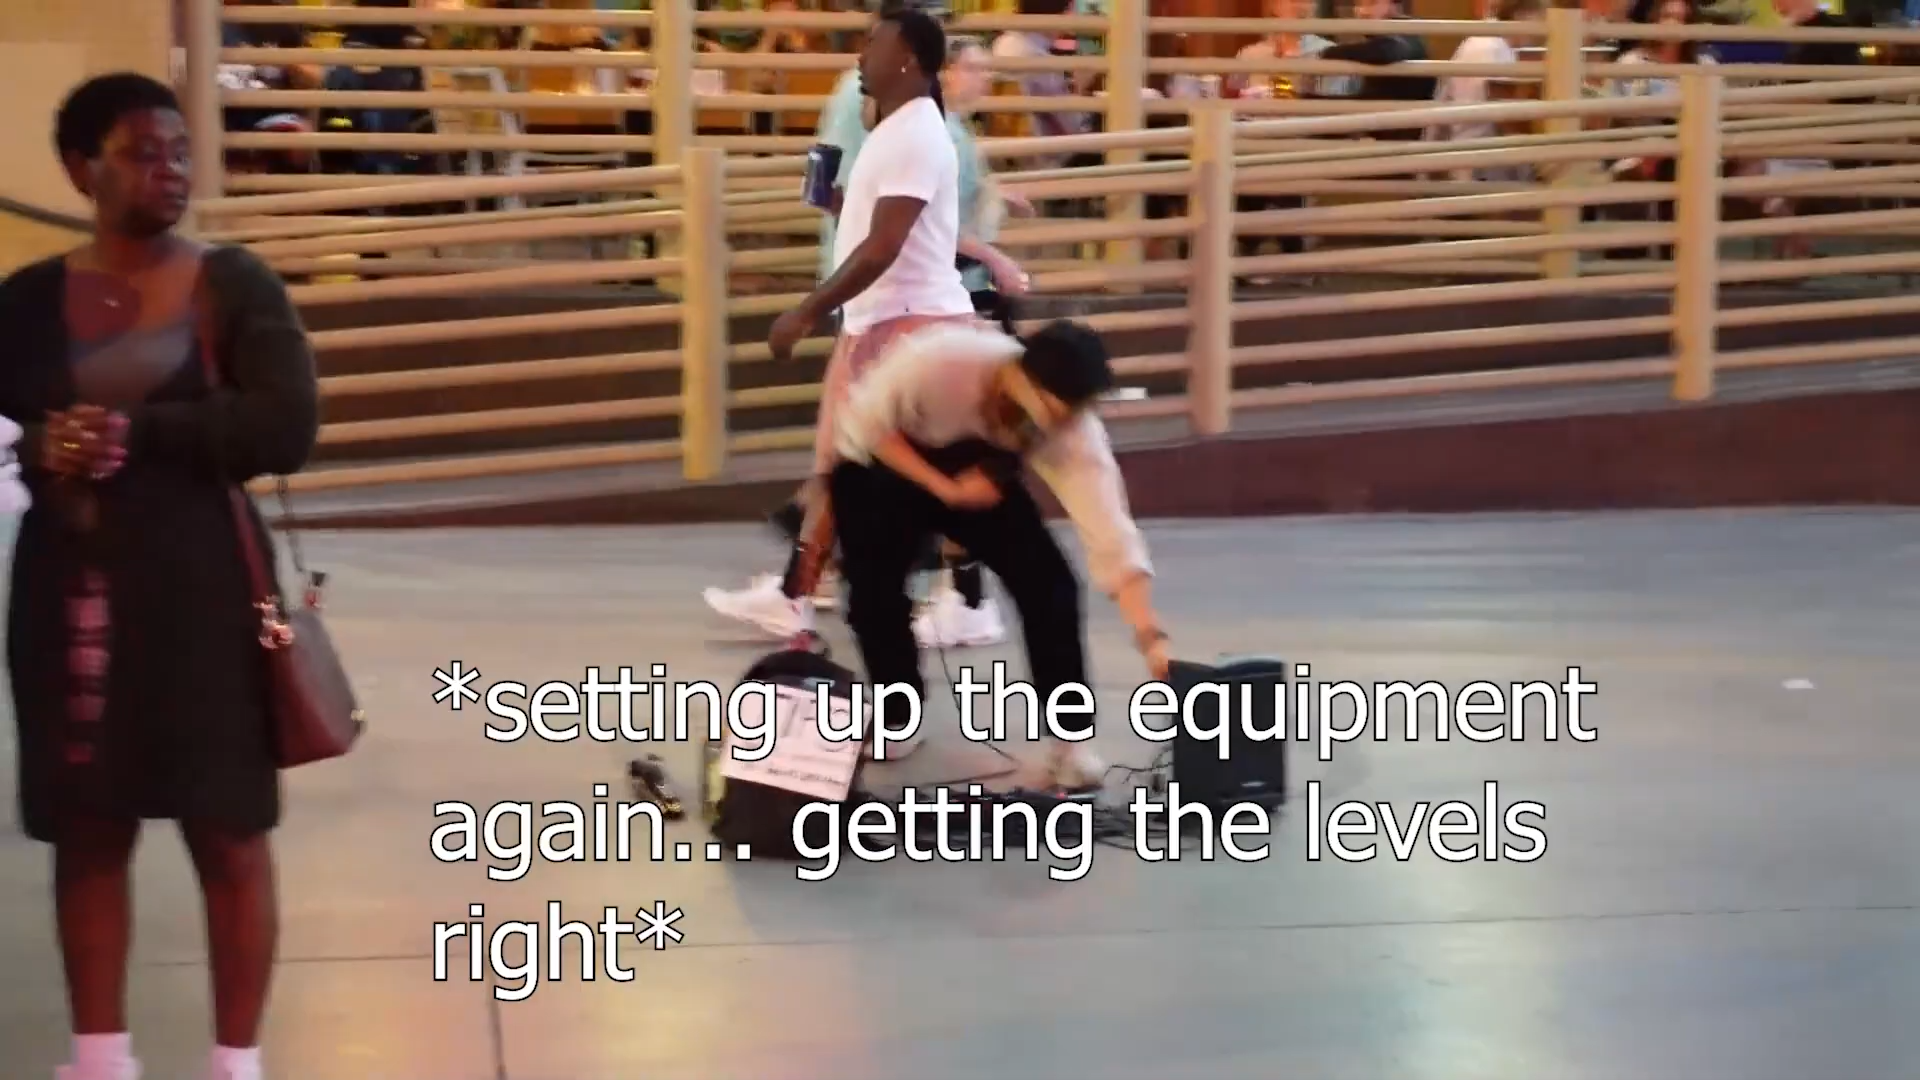 *setting up the equipment
again... getting the levels
right*